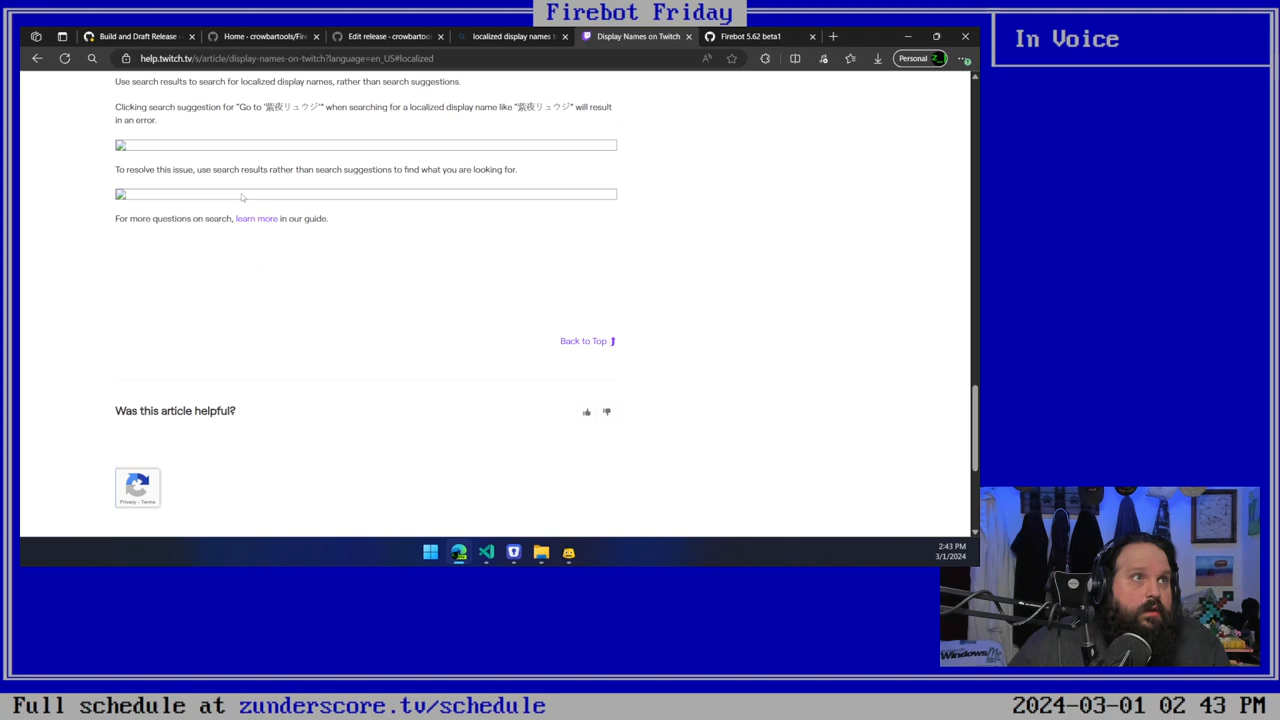 Firebot Friday
Build and Draft Release -
Home - crowbartools/Fire
Edit release - crowbartoo
localized display names t
Display Names on Twitch
Firebot 5.62 beta1
help.twitch.tv/s/article/display-names-on-twitch?language=en_US#localized
Personal
In Voice
Use search results to search for localized display names, rather than search suggestions.
Clicking search suggestion for "Go to '紫夜リュウジ'" when searching for a localized display name like "紫夜リュウジ" will result
in an error.
To resolve this issue, use search results rather than search suggestions to find what you are looking for.
For more questions on search, learn more in our guide.
Back to Top
Was this article helpful?
Privacy - Terms
2:43 PM
3/1/2024
Windows Me
Full schedule at zunderscore.tv/schedule
2024-03-01 02 43 PM